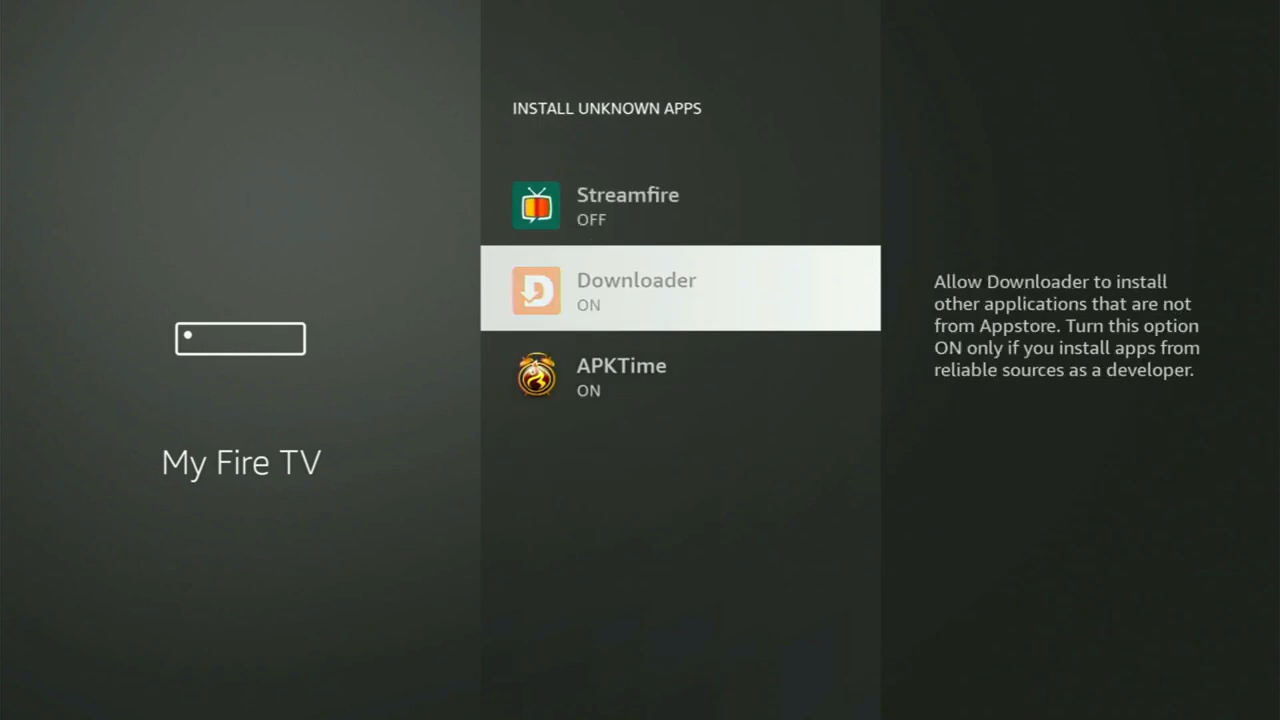 INSTALL UNKNOWN APPS
Streamfire
OFF
Downloader
ON
APKTime
ON
My Fire TV
Allow Downloader to install
other applications that are not
from Appstore. Turn this option
ON only if you install apps from
reliable sources as a developer.